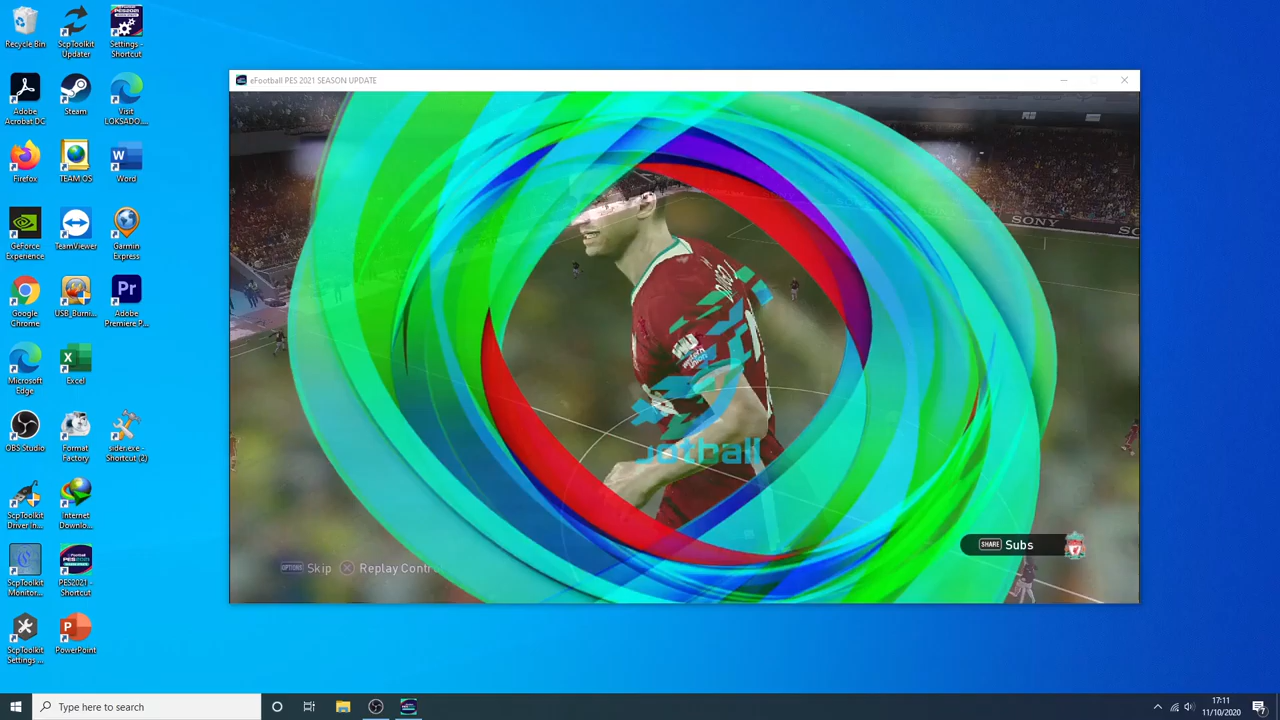 Recycle Bin
ScpToolkit
Updater
Settings -
Shortcut
Adobe
Acrobat DC
Steam
Visit
LOKSADO....
Firefox
TEAM OS
Word
GeForce
Experience
TeamViewer
Garmin
Express
Google
Chrome
USB_Burni...
Adobe
Premiere P...
Microsoft
Edge
Excel
OBS Studio
Format
Factory
sider.exe -
Shortcut (2)
ScpToolkit
Driver In...
Internet
Downlo...
ScpToolkit
Monitor...
PES2021 -
Shortcut
ScpToolkit
Settings ...
PowerPoint
eFootball PES 2021 SEASON UPDATE
SONY
Western
Union
OPTIONS Skip
Replay Contr
SHARE Subs
Type here to search
17:11
11/10/2020